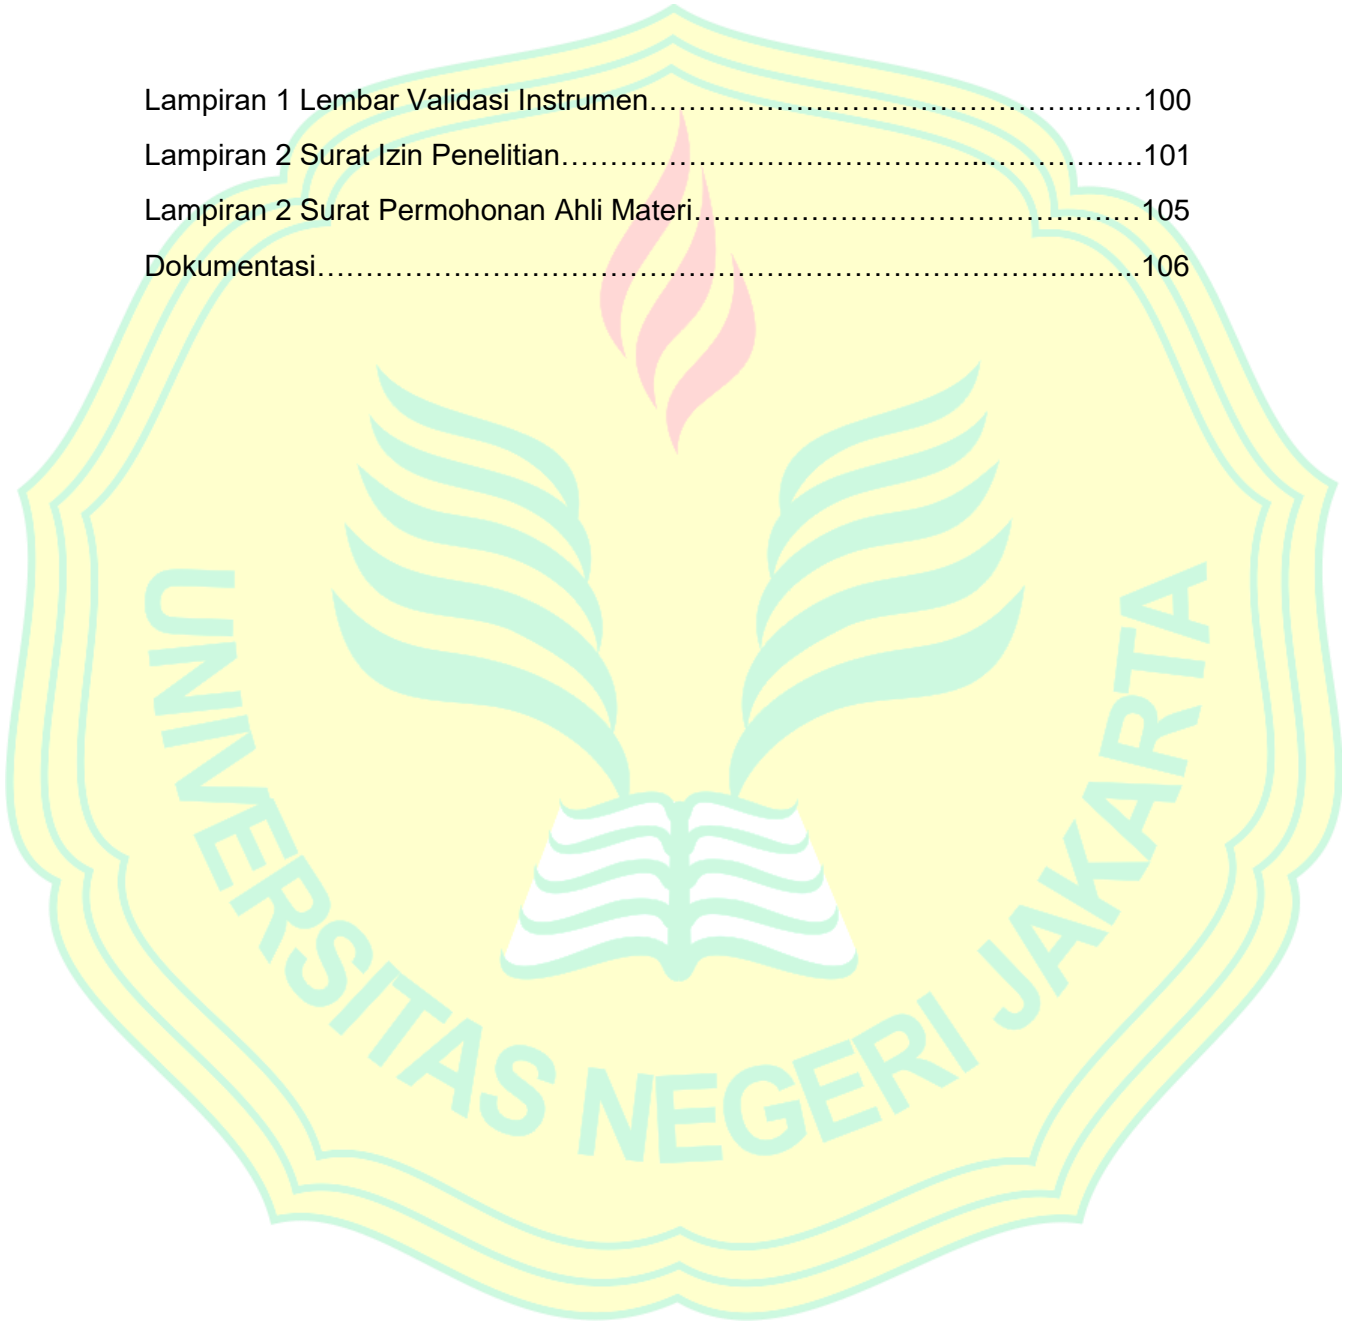 Lampiran 1 Lembar Validasi Instrumen……………….…………………….……100
Lampiran 2 Surat Izin Penelitian……………………………………..…………….101
Lampiran 2 Surat Permohonan Ahli Materi…………………………………….…105
Dokumentasi………………………………………………………………….……...106
UNIVERSITAS NEGERI JAKARTA